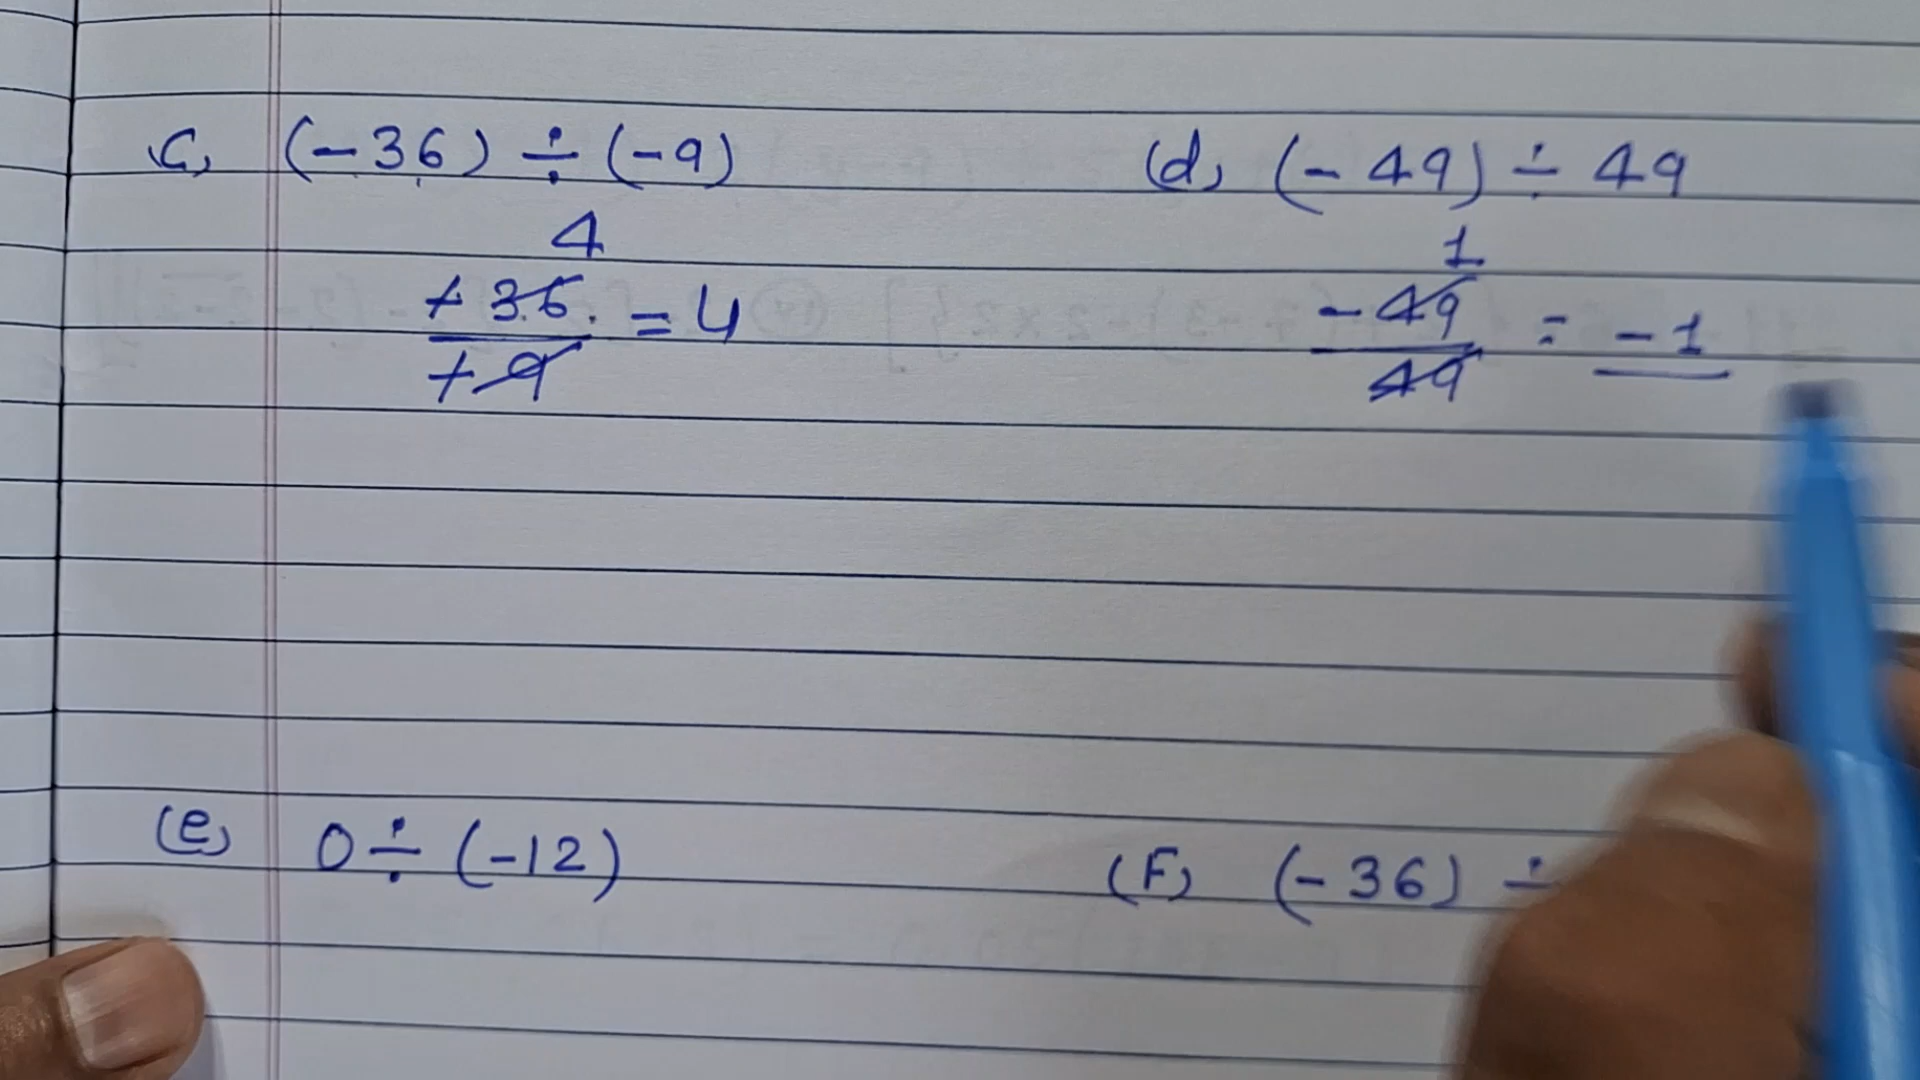 (c) (-36) ÷ (-9)
4
+36/+9 = 4
(d) (-49) ÷ 49
1
-49/49 = -1
(e) 0 ÷ (-12)
(F) (-36) ÷